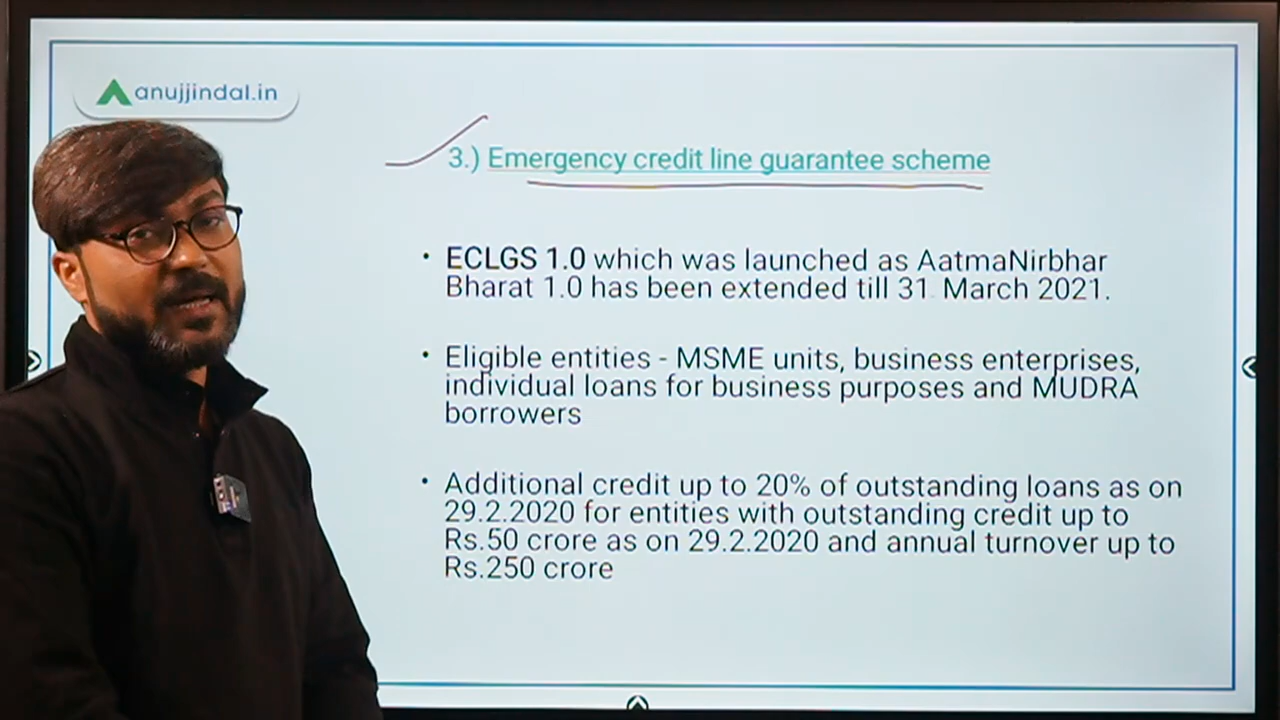 anujjindal.in
3.) Emergency credit line guarantee scheme
• ECLGS 1.0 which was launched as AatmaNirbhar
Bharat 1.0 has been extended till 31 March 2021.
• Eligible entities - MSME units, business enterprises,
individual loans for business purposes and MUDRA
borrowers
• Additional credit up to 20% of outstanding loans as on
29.2.2020 for entities with outstanding credit up to
Rs.50 crore as on 29.2.2020 and annual turnover up to
Rs.250 crore